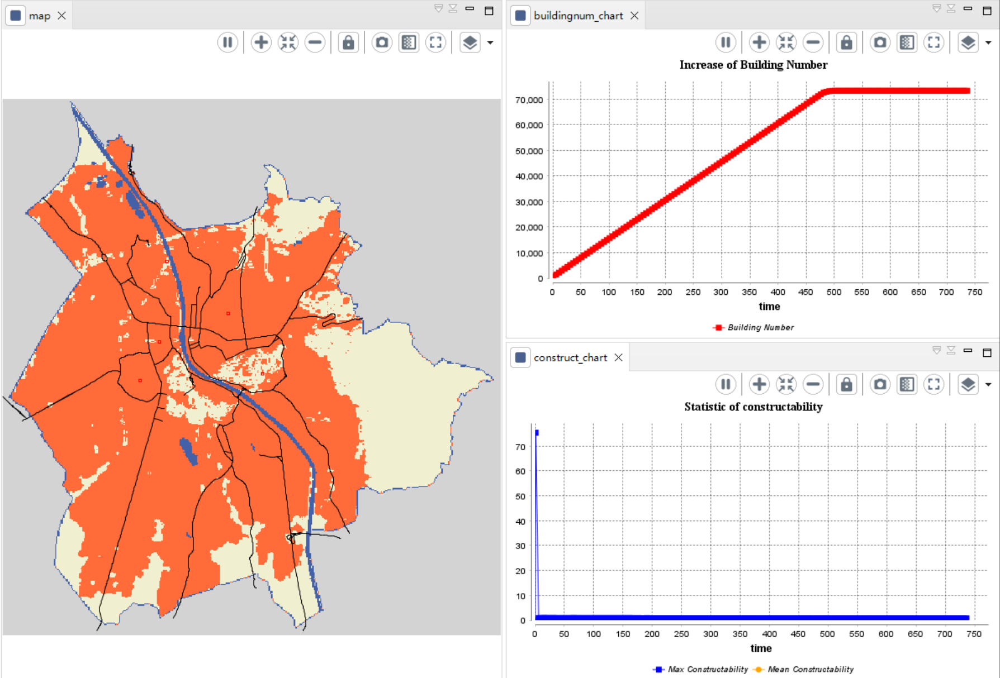 map
buildingnum_chart
Increase of Building Number
70,000
60,000
50,000
40,000
30,000
20,000
10,000
0
0 50 100 150 200 250 300 350 400 450 500 550 600 650 700 750
time
Building Number
construct_chart
Statistic of constructability
70
60
50
40
30
20
10
0
0 50 100 150 200 250 300 350 400 450 500 550 600 650 700 750
time
Max Constructability Mean Constructability